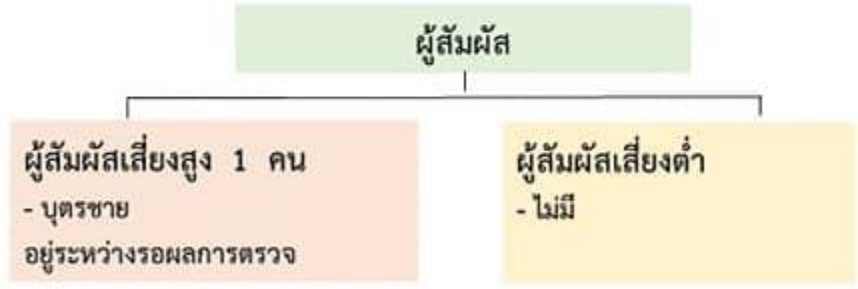 ผู้สัมผัส
ผู้สัมผัสเสี่ยงสูง 1 คน
- บุตรชาย
อยู่ระหว่างรอผลการตรวจ
ผู้สัมผัสเสี่ยงต่ำ
- ไม่มี